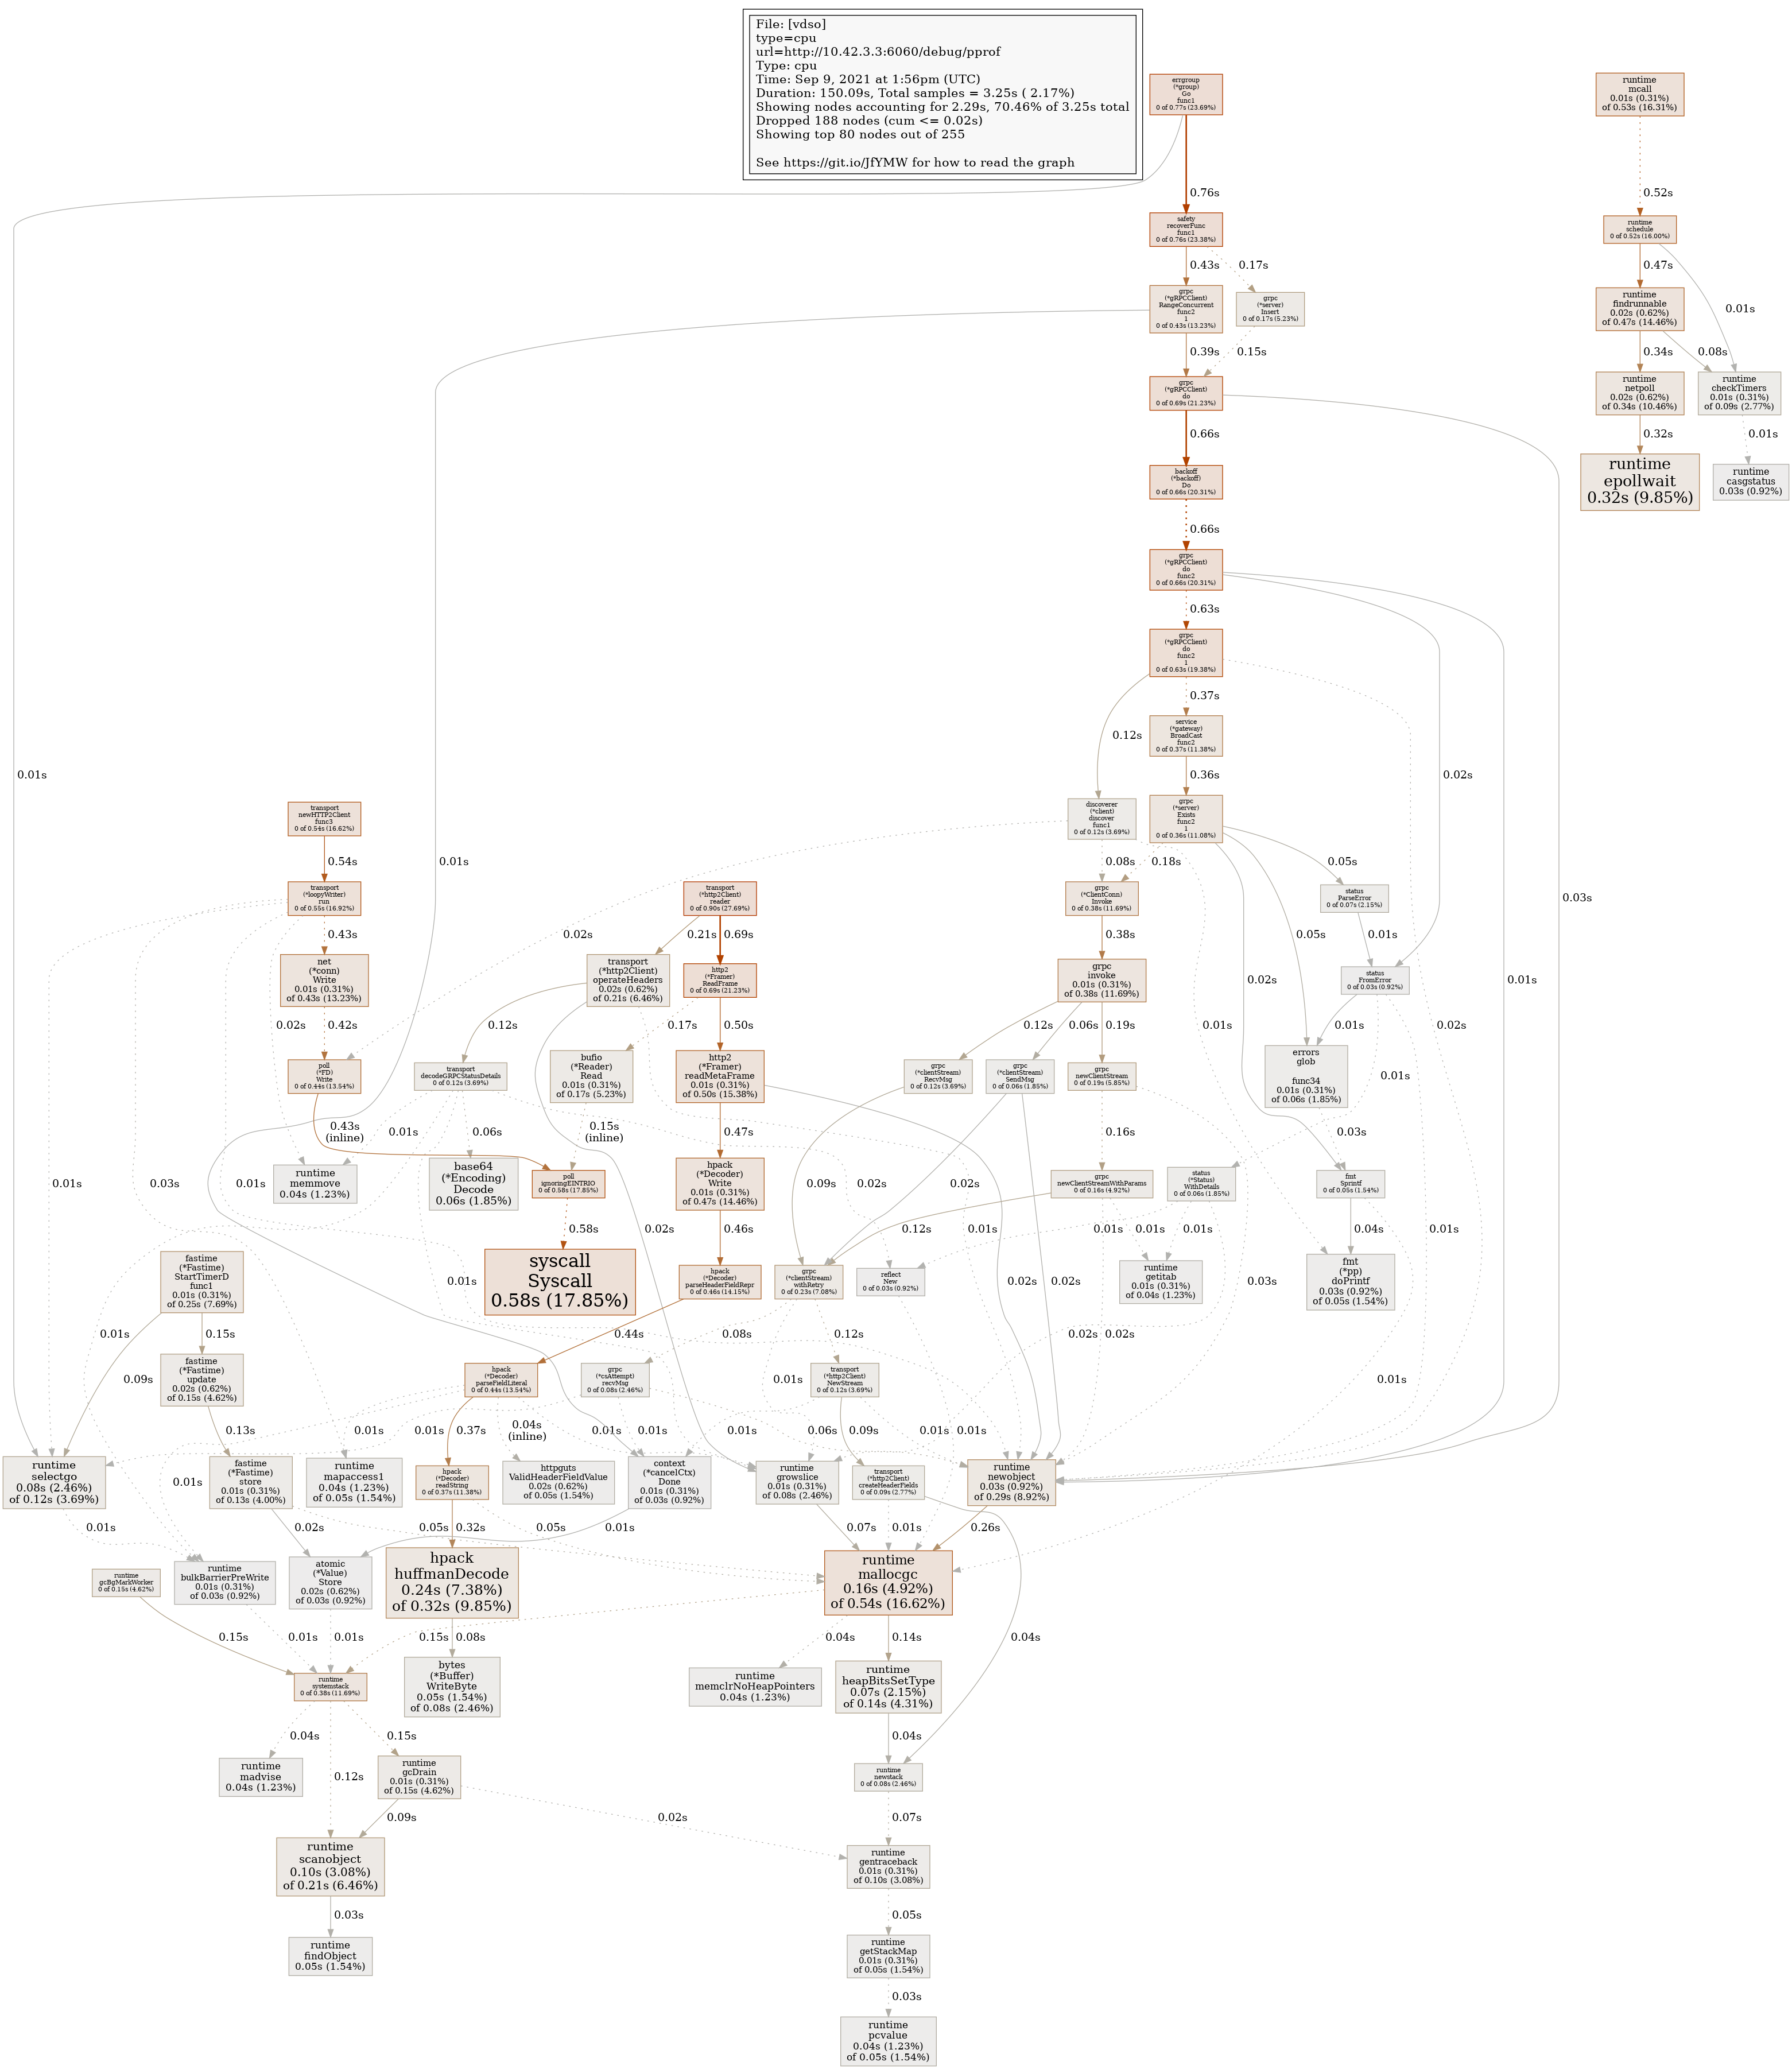 File: [vdso]
type=cpu
url=http://10.42.3.3:6060/debug/pprof
Type: cpu
Time: Sep 9, 2021 at 1:56pm (UTC)
Duration: 150.09s, Total samples = 3.25s ( 2.17%)
Showing nodes accounting for 2.29s, 70.46% of 3.25s total
Dropped 188 nodes (cum <= 0.02s)
Showing top 80 nodes out of 255
See https://git.io/JfYMW for how to read the graph
errgroup
(*group)
Go
func1
0 of 0.77s (23.69%)
runtime
mcall
0.01s (0.31%)
of 0.53s (16.31%)
0.76s
0.52s
safety
recoverFunc
func1
0 of 0.76s (23.38%)
runtime
schedule
0 of 0.52s (16.00%)
0.43s
0.17s
0.47s
0.01s
grpc
(*gRPCClient)
RangeConcurrent
func2
1
0 of 0.43s (13.23%)
grpc
(*server)
Insert
0 of 0.17s (5.23%)
runtime
findrunnable
0.02s (0.62%)
of 0.47s (14.46%)
0.39s
0.15s
0.34s
0.08s
grpc
(*gRPCClient)
do
0 of 0.69s (21.23%)
runtime
netpoll
0.02s (0.62%)
of 0.34s (10.46%)
runtime
checkTimers
0.01s (0.31%)
of 0.09s (2.77%)
0.66s
0.32s
0.01s
backoff
(*backoff)
Do
0 of 0.66s (20.31%)
runtime
epollwait
0.32s (9.85%)
runtime
casgstatus
0.03s (0.92%)
0.66s
grpc
(*gRPCClient)
do
func2
0 of 0.66s (20.31%)
0.63s
grpc
(*gRPCClient)
do
func2
1
0 of 0.63s (19.38%)
0.37s
0.12s
service
(*gateway)
BroadCast
func2
0 of 0.37s (11.38%)
0.01s
0.36s
0.02s
transport
newHTTP2Client
func3
0 of 0.54s (16.62%)
discoverer
(*client)
discover
func1
0 of 0.12s (3.69%)
grpc
(*server)
Exists
func2
1
0 of 0.36s (11.08%)
0.54s
0.01s
0.08s
0.18s
0.05s
transport
(*loopyWriter)
run
0 of 0.55s (16.92%)
transport
(*http2Client)
reader
0 of 0.90s (27.69%)
grpc
(*ClientConn)
Invoke
0 of 0.38s (11.69%)
status
ParseError
0 of 0.07s (2.15%)
0.03s
0.43s
0.02s
0.21s
0.69s
0.38s
0.05s
0.01s
net
(*conn)
Write
0.01s (0.31%)
of 0.43s (13.23%)
transport
(*http2Client)
operateHeaders
0.02s (0.62%)
of 0.21s (6.46%)
http2
(*Framer)
ReadFrame
0 of 0.69s (21.23%)
grpc
invoke
0.01s (0.31%)
of 0.38s (11.69%)
status
FromError
0 of 0.03s (0.92%)
0.02s
0.01s
0.01s
0.03s
0.02s
0.42s
0.12s
0.17s
0.50s
0.12s
0.06s
0.19s
0.01s
0.01s
0.02s
poll
(*FD)
Write
0 of 0.44s (13.54%)
transport
decodeGRPCStatusDetails
0 of 0.12s (3.69%)
bufio
(*Reader)
Read
0.01s (0.31%)
of 0.17s (5.23%)
http2
(*Framer)
readMetaFrame
0.01s (0.31%)
of 0.50s (15.38%)
grpc
(*clientStream)
RecvMsg
0 of 0.12s (3.69%)
grpc
(*clientStream)
SendMsg
0 of 0.06s (1.85%)
grpc
newClientStream
0 of 0.19s (5.85%)
errors
glob
func34
0.01s (0.31%)
of 0.06s (1.85%)
0.01s
0.43s
(inline)
0.01s
0.06s
0.15s
(inline)
0.47s
0.16s
0.03s
runtime
memmove
0.04s (1.23%)
base64
(*Encoding)
Decode
0.06s (1.85%)
poll
ignoringEINTRIO
0 of 0.58s (17.85%)
hpack
(*Decoder)
Write
0.01s (0.31%)
of 0.47s (14.46%)
grpc
newClientStreamWithParams
0 of 0.16s (4.92%)
status
(*Status)
WithDetails
0 of 0.06s (1.85%)
fmt
Sprintf
0 of 0.05s (1.54%)
0.02s
0.09s
0.02s
0.58s
0.02s
0.46s
0.01s
0.12s
0.01s
0.01s
0.01s
0.04s
0.01s
fastime
(*Fastime)
StartTimerD
func1
0.01s (0.31%)
of 0.25s (7.69%)
syscall
Syscall
0.58s (17.85%)
hpack
(*Decoder)
parseHeaderFieldRepr
0 of 0.46s (14.15%)
grpc
(*clientStream)
withRetry
0 of 0.23s (7.08%)
reflect
New
0 of 0.03s (0.92%)
runtime
getitab
0.01s (0.31%)
of 0.04s (1.23%)
fmt
(*pp)
doPrintf
0.03s (0.92%)
of 0.05s (1.54%)
0.01s
0.02s
0.02s
0.03s
0.01s
0.15s
0.44s
0.08s
0.12s
0.02s
0.02s
0.09s
fastime
(*Fastime)
update
0.02s (0.62%)
of 0.15s (4.62%)
hpack
(*Decoder)
parseFieldLiteral
0 of 0.44s (13.54%)
grpc
(*csAttempt)
recvMsg
0 of 0.08s (2.46%)
transport
(*http2Client)
NewStream
0 of 0.12s (3.69%)
0.01s
0.01s
0.13s
0.01s
0.01s
0.37s
0.04s
(inline)
0.01s
0.01s
0.01s
0.06s
0.09s
0.01s
0.01s
runtime
selectgo
0.08s (2.46%)
of 0.12s (3.69%)
fastime
(*Fastime)
store
0.01s (0.31%)
of 0.13s (4.00%)
runtime
mapaccess1
0.04s (1.23%)
of 0.05s (1.54%)
hpack
(*Decoder)
readString
0 of 0.37s (11.38%)
httpguts
ValidHeaderFieldValue
0.02s (0.62%)
of 0.05s (1.54%)
context
(*cancelCtx)
Done
0.01s (0.31%)
of 0.03s (0.92%)
runtime
growslice
0.01s (0.31%)
of 0.08s (2.46%)
transport
(*http2Client)
createHeaderFields
0 of 0.09s (2.77%)
runtime
newobject
0.03s (0.92%)
of 0.29s (8.92%)
0.01s
0.01s
0.02s
0.05s
0.32s
0.05s
0.01s
0.07s
0.01s
0.26s
runtime
gcBgMarkWorker
0 of 0.15s (4.62%)
runtime
bulkBarrierPreWrite
0.01s (0.31%)
of 0.03s (0.92%)
atomic
(*Value)
Store
0.02s (0.62%)
of 0.03s (0.92%)
hpack
huffmanDecode
0.24s (7.38%)
of 0.32s (9.85%)
runtime
mallocgc
0.16s (4.92%)
of 0.54s (16.62%)
0.15s
0.01s
0.01s
0.15s
0.08s
0.04s
0.14s
0.04s
runtime
systemstack
0 of 0.38s (11.69%)
bytes
(*Buffer)
WriteByte
0.05s (1.54%)
of 0.08s (2.46%)
runtime
memclrNoHeapPointers
0.04s (1.23%)
runtime
heapBitsSetType
0.07s (2.15%)
of 0.14s (4.31%)
0.04s
0.12s
0.15s
0.04s
runtime
madvise
0.04s (1.23%)
runtime
gcDrain
0.01s (0.31%)
of 0.15s (4.62%)
runtime
newstack
0 of 0.08s (2.46%)
0.09s
0.02s
0.07s
runtime
scanobject
0.10s (3.08%)
of 0.21s (6.46%)
runtime
gentraceback
0.01s (0.31%)
of 0.10s (3.08%)
0.03s
0.05s
runtime
findObject
0.05s (1.54%)
runtime
getStackMap
0.01s (0.31%)
of 0.05s (1.54%)
0.03s
runtime
pcvalue
0.04s (1.23%)
of 0.05s (1.54%)